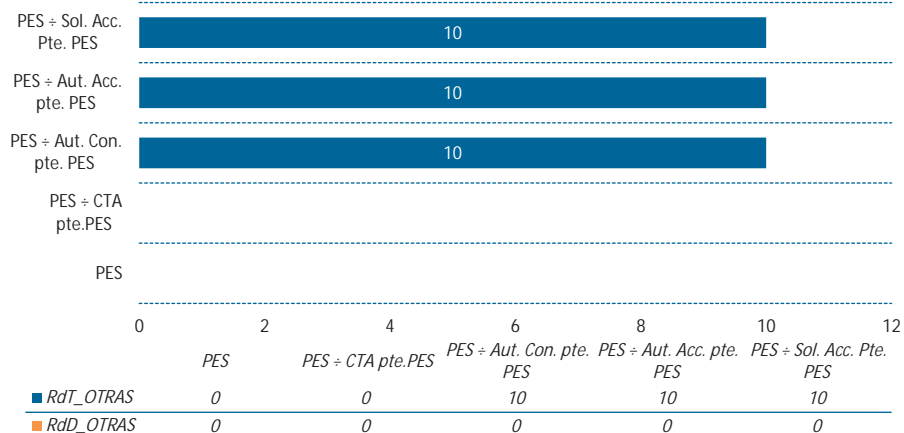 PES ÷ Sol. Acc.
Pte. PES
10
PES ÷ Aut. Acc.
pte. PES
10
PES ÷ Aut. Con.
pte. PES
10
PES ÷ CTA
pte.PES
PES
0 2 4 6 8 10 12
PES PES ÷ CTA pte.PES PES ÷ Aut. Con. pte. PES ÷ Aut. Acc. pte. PES ÷ Sol. Acc. Pte.
PES PES PES
RdT_OTRAS 0 0 10 10 10
RdD_OTRAS 0 0 0 0 0